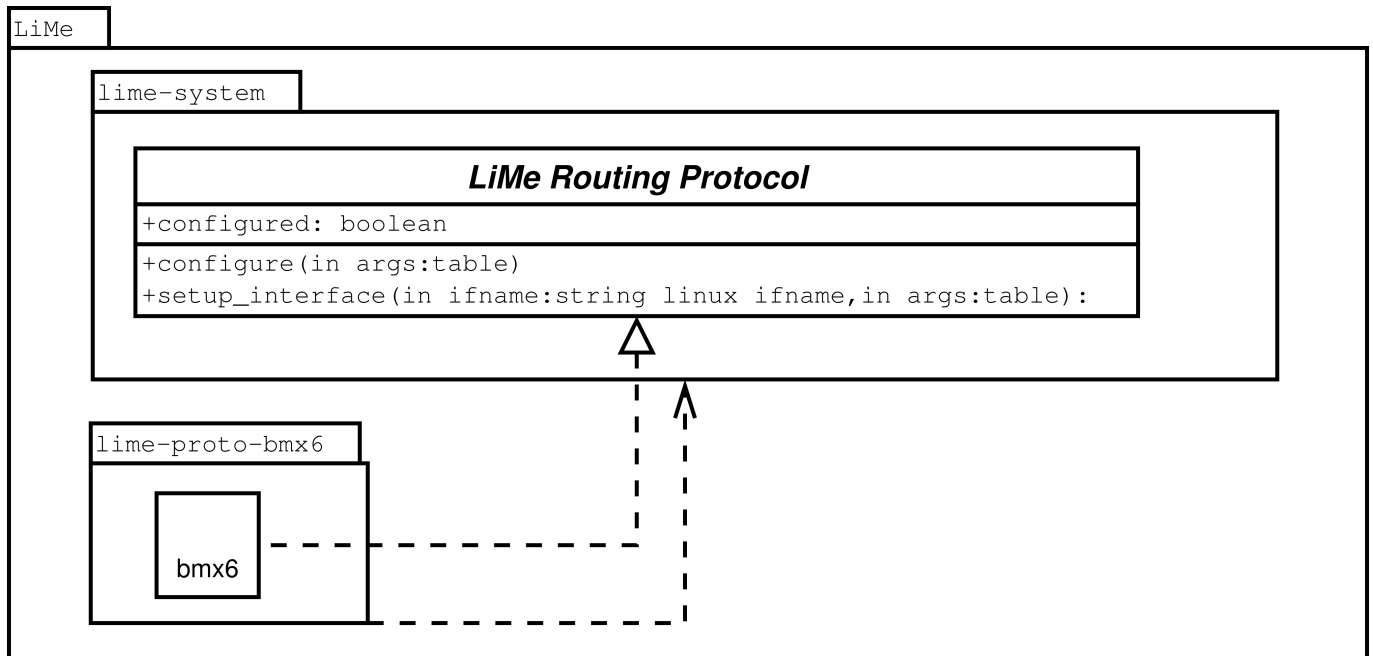 LiMe
lime-system
LiMe Routing Protocol
+configured: boolean
+configure(in args:table)
+setup_interface(in ifname:string linux ifname,in args:table):
lime-proto-bmx6
bmx6